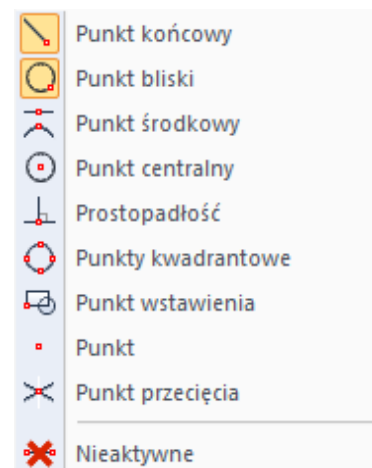 Punkt końcowy
Punkt bliski
Punkt środkowy
Punkt centralny
Prostopadłość
Punkty kwadrantowe
Punkt wstawienia
Punkt
Punkt przecięcia
Nieaktywne